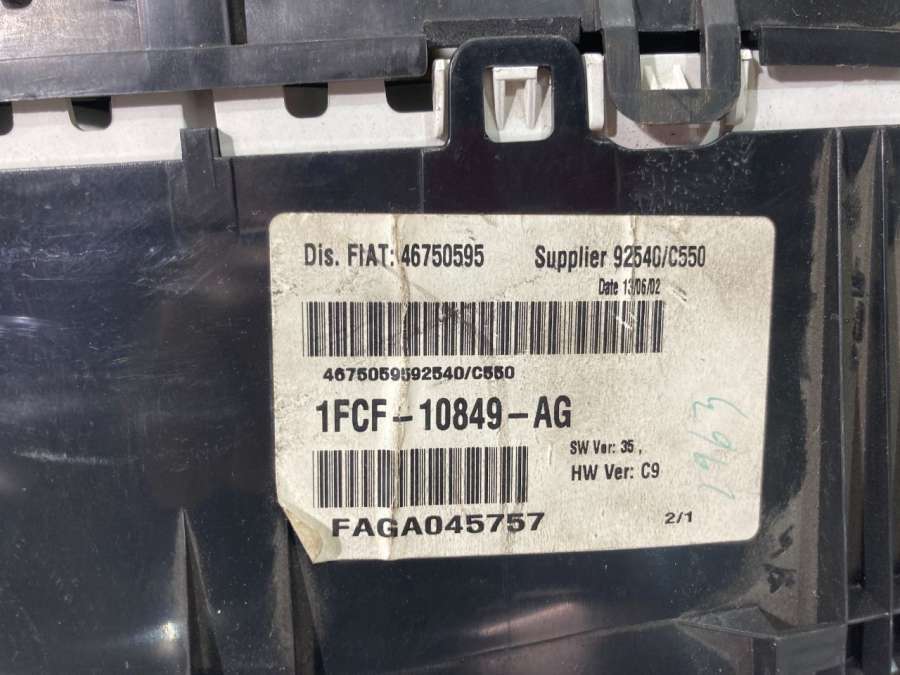 Dis. FIAT: 46750595 Supplier 92540/C550
Date 13/06/02
4675059592540/C550
1FCF-10849-AG
SW Ver: 35 ,
HW Ver: C9
FAGA045757
2/1